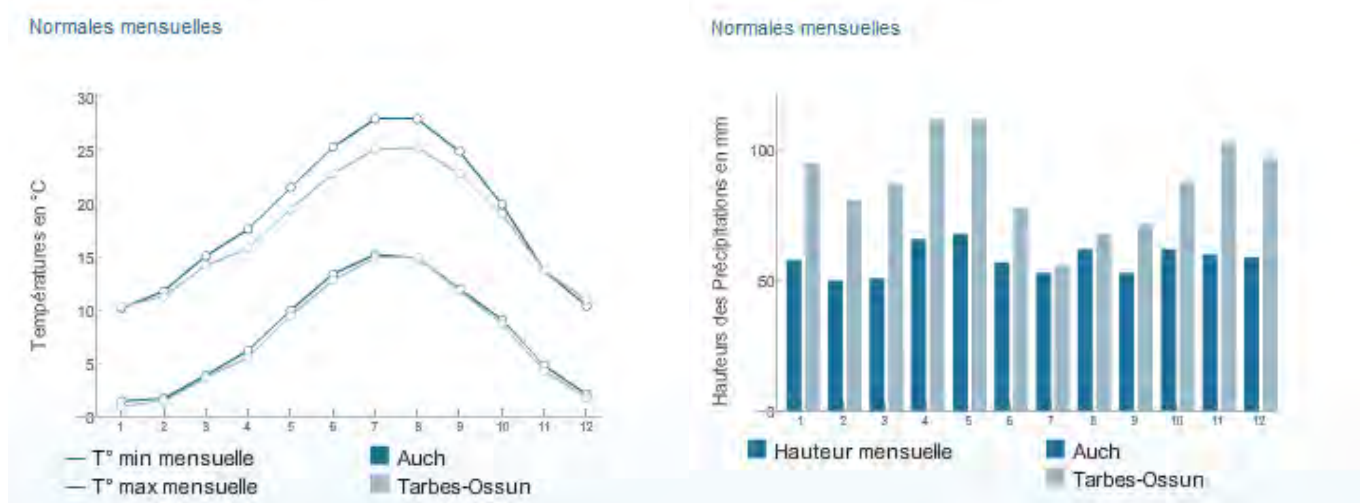 Normales mensuelles
30
25
20
15
10
5
0
Températures en °C
1 2 3 4 5 6 7 8 9 10 11 12
T° min mensuelle
T° max mensuelle
Auch
Tarbes-Ossun
Normales mensuelles
100
50
0
Hauteurs des Précipitations en mm
1 2 3 4 5 6 7 8 9 10 11 12
Hauteur mensuelle
Auch
Tarbes-Ossun